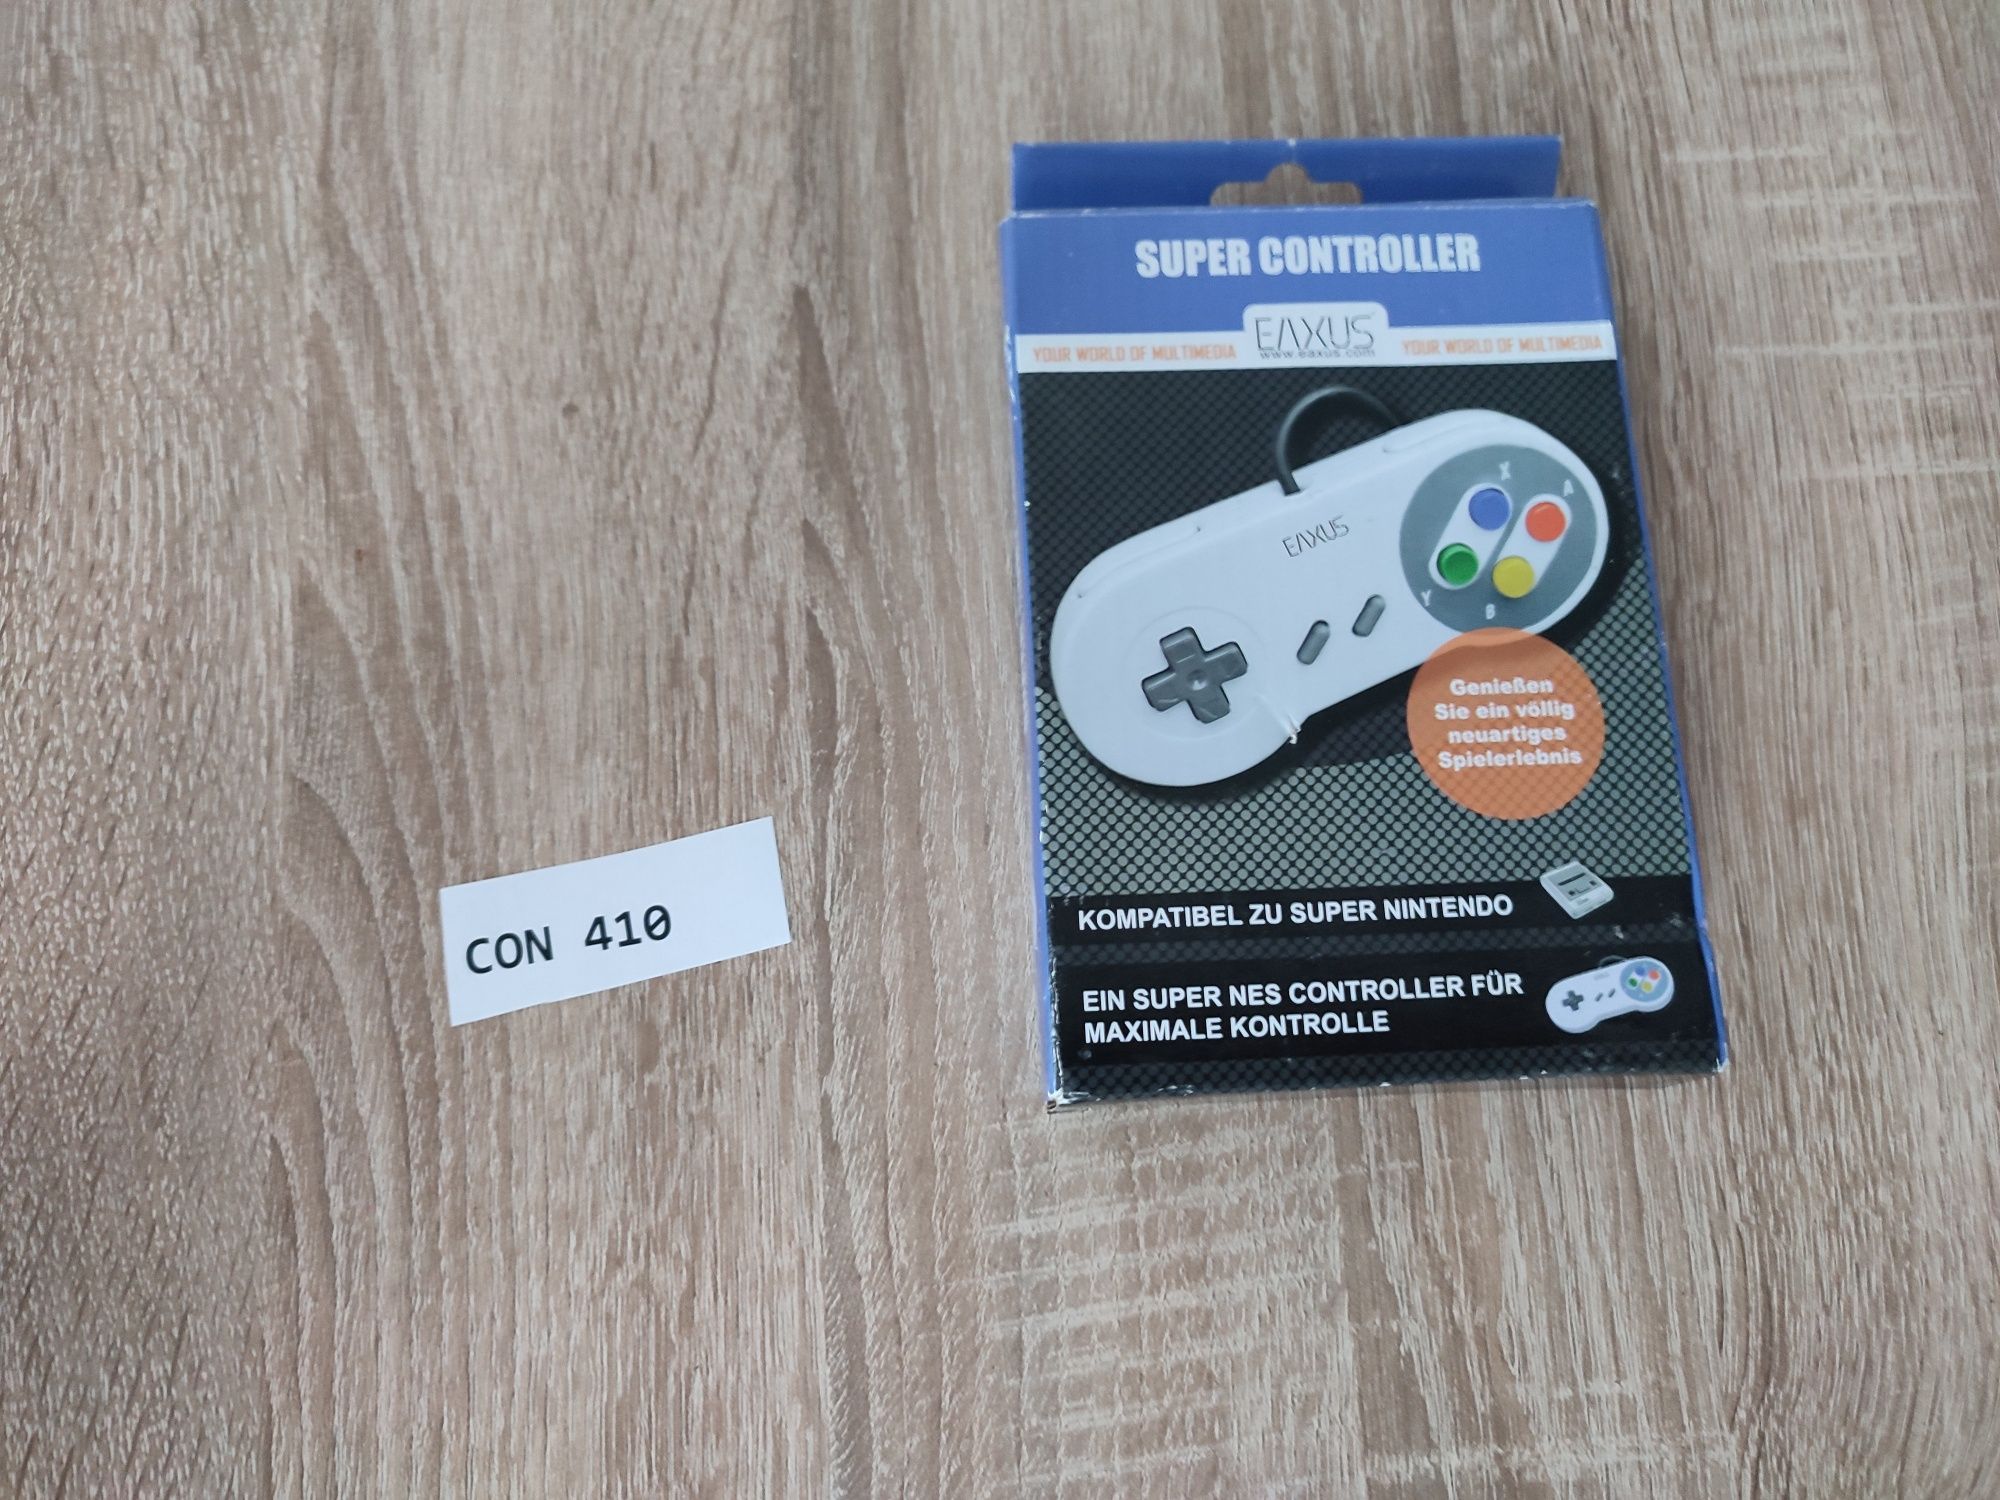 SUPER CONTROLLER
EAXUS
www.eaxus.com
YOUR WORLD OF MULTIMEDIA
YOUR WORLD OF MULTIMEDIA
EAXUS
X
A
Y
B
Genießen
Sie ein völlig
neuartiges
Spielerlebnis
KOMPATIBEL ZU SUPER NINTENDO
EIN SUPER NES CONTROLLER FÜR
MAXIMALE KONTROLLE
CON 410